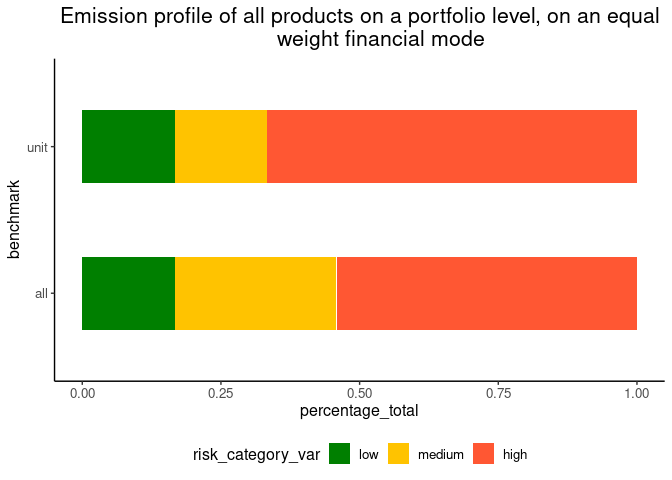 Emission profile of all products on a portfolio level, on an equal
weight financial mode
benchmark
unit
all
0.00 0.25 0.50 0.75 1.00
percentage_total
risk_category_var low medium high